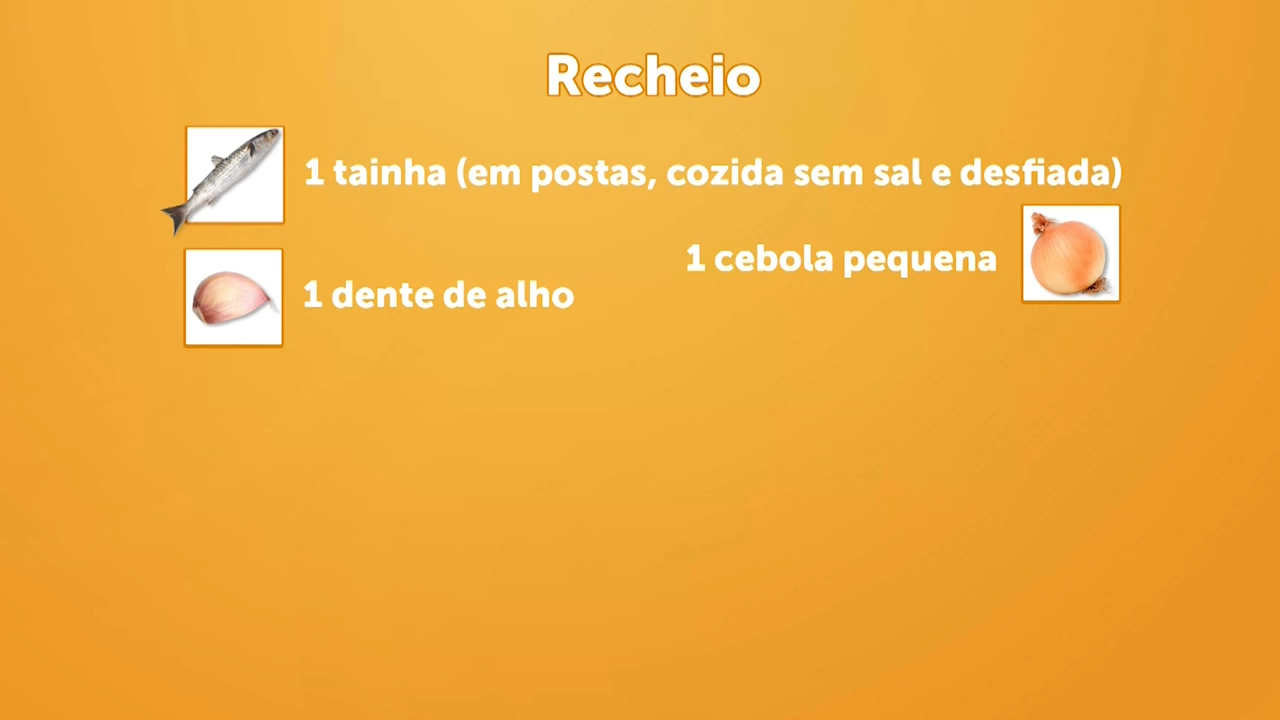 Recheio
1 tainha (em postas, cozida sem sal e desfiada)
1 cebola pequena
1 dente de alho